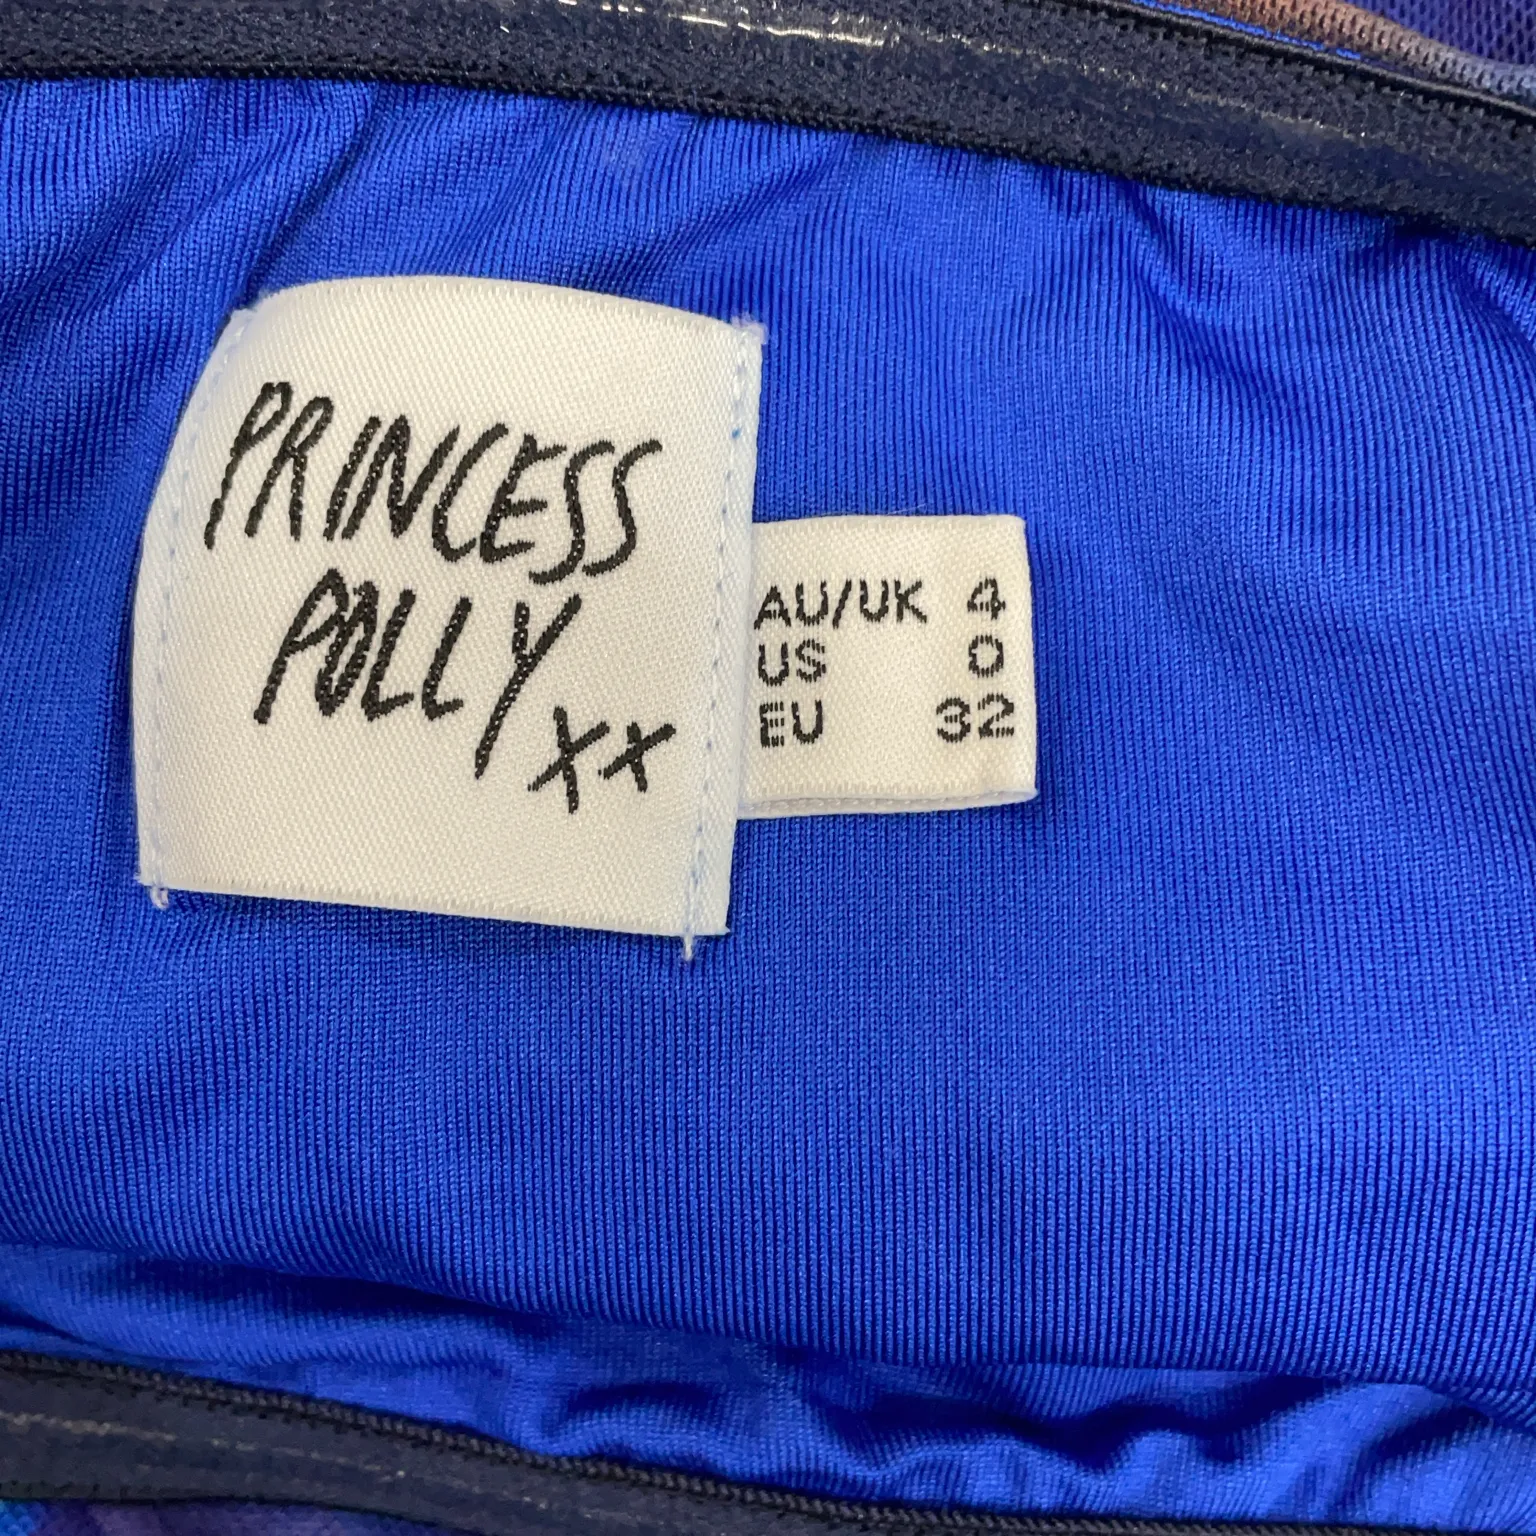 PRINCESS
POLLY
xx
AU/UK 4
US 0
EU 32